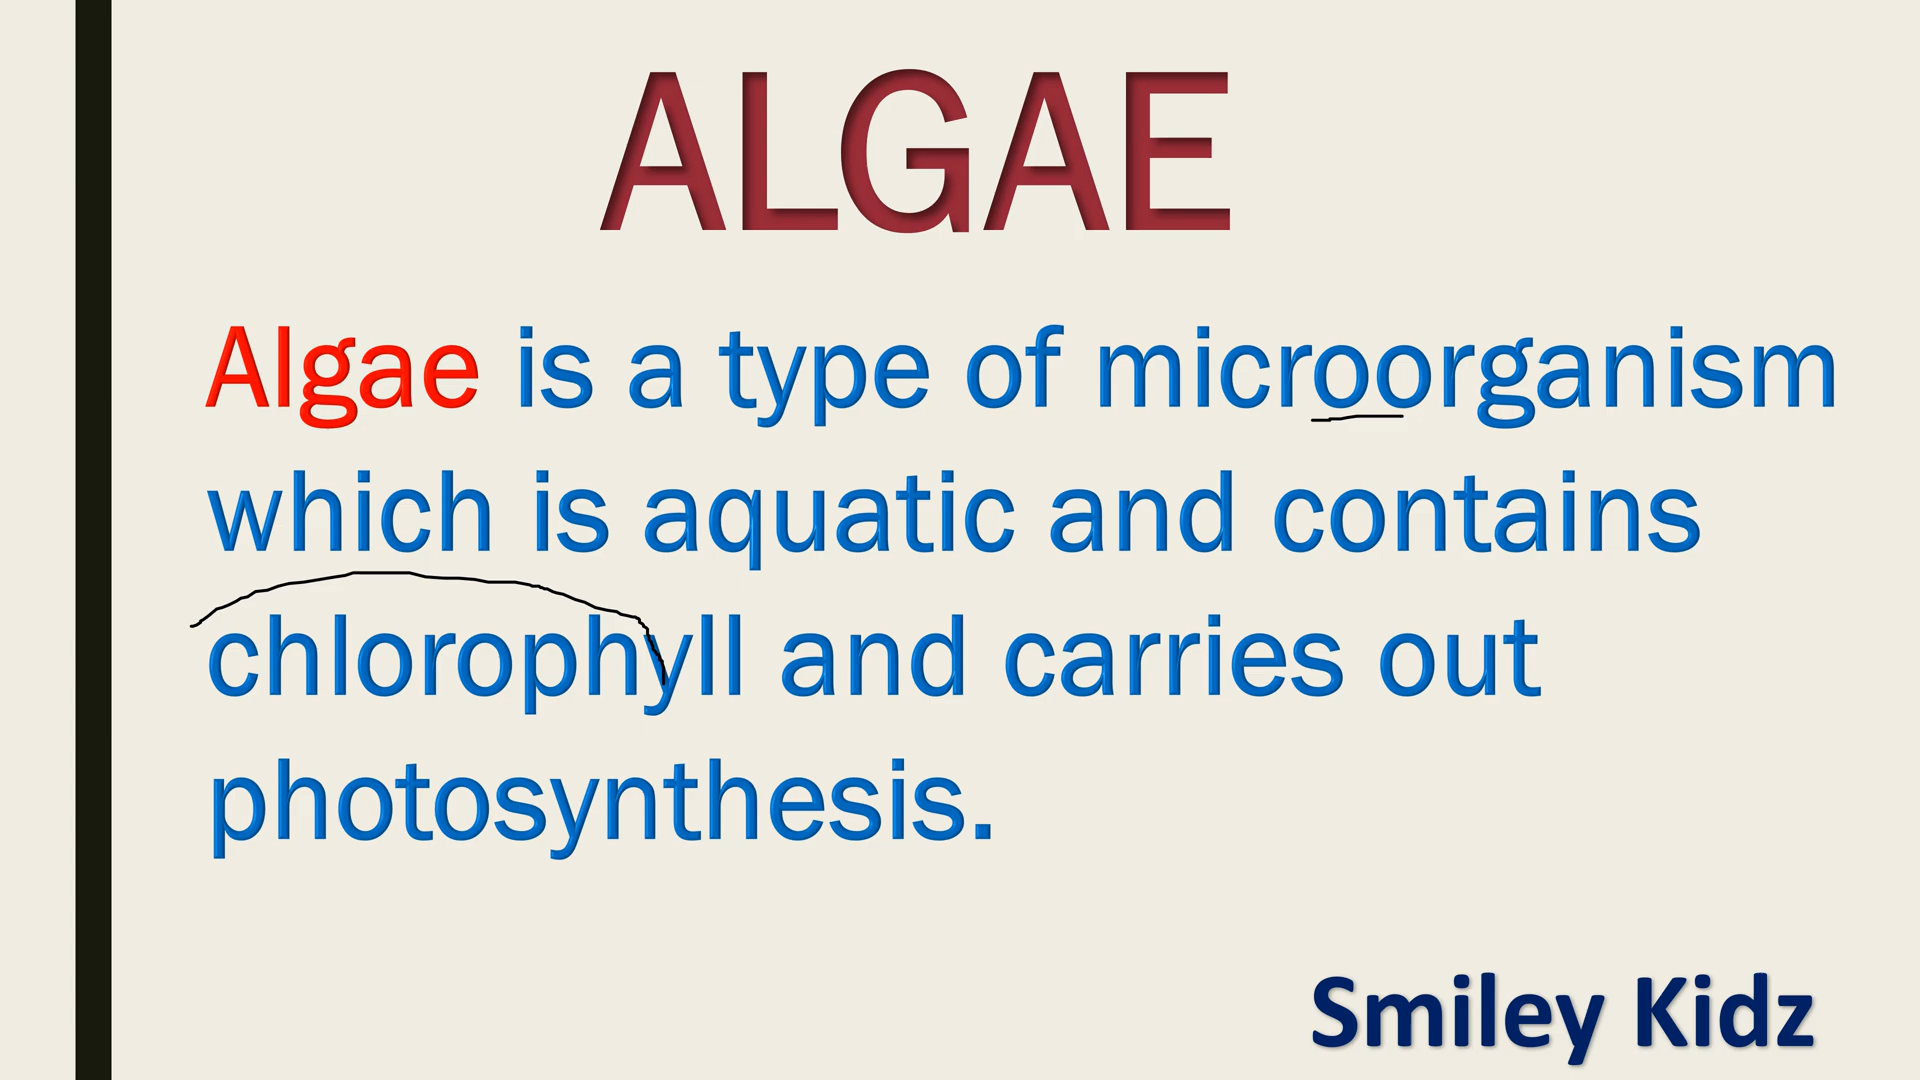 ALGAE
Algae is a type of microorganism
which is aquatic and contains
chlorophyll and carries out
photosynthesis.
Smiley Kidz